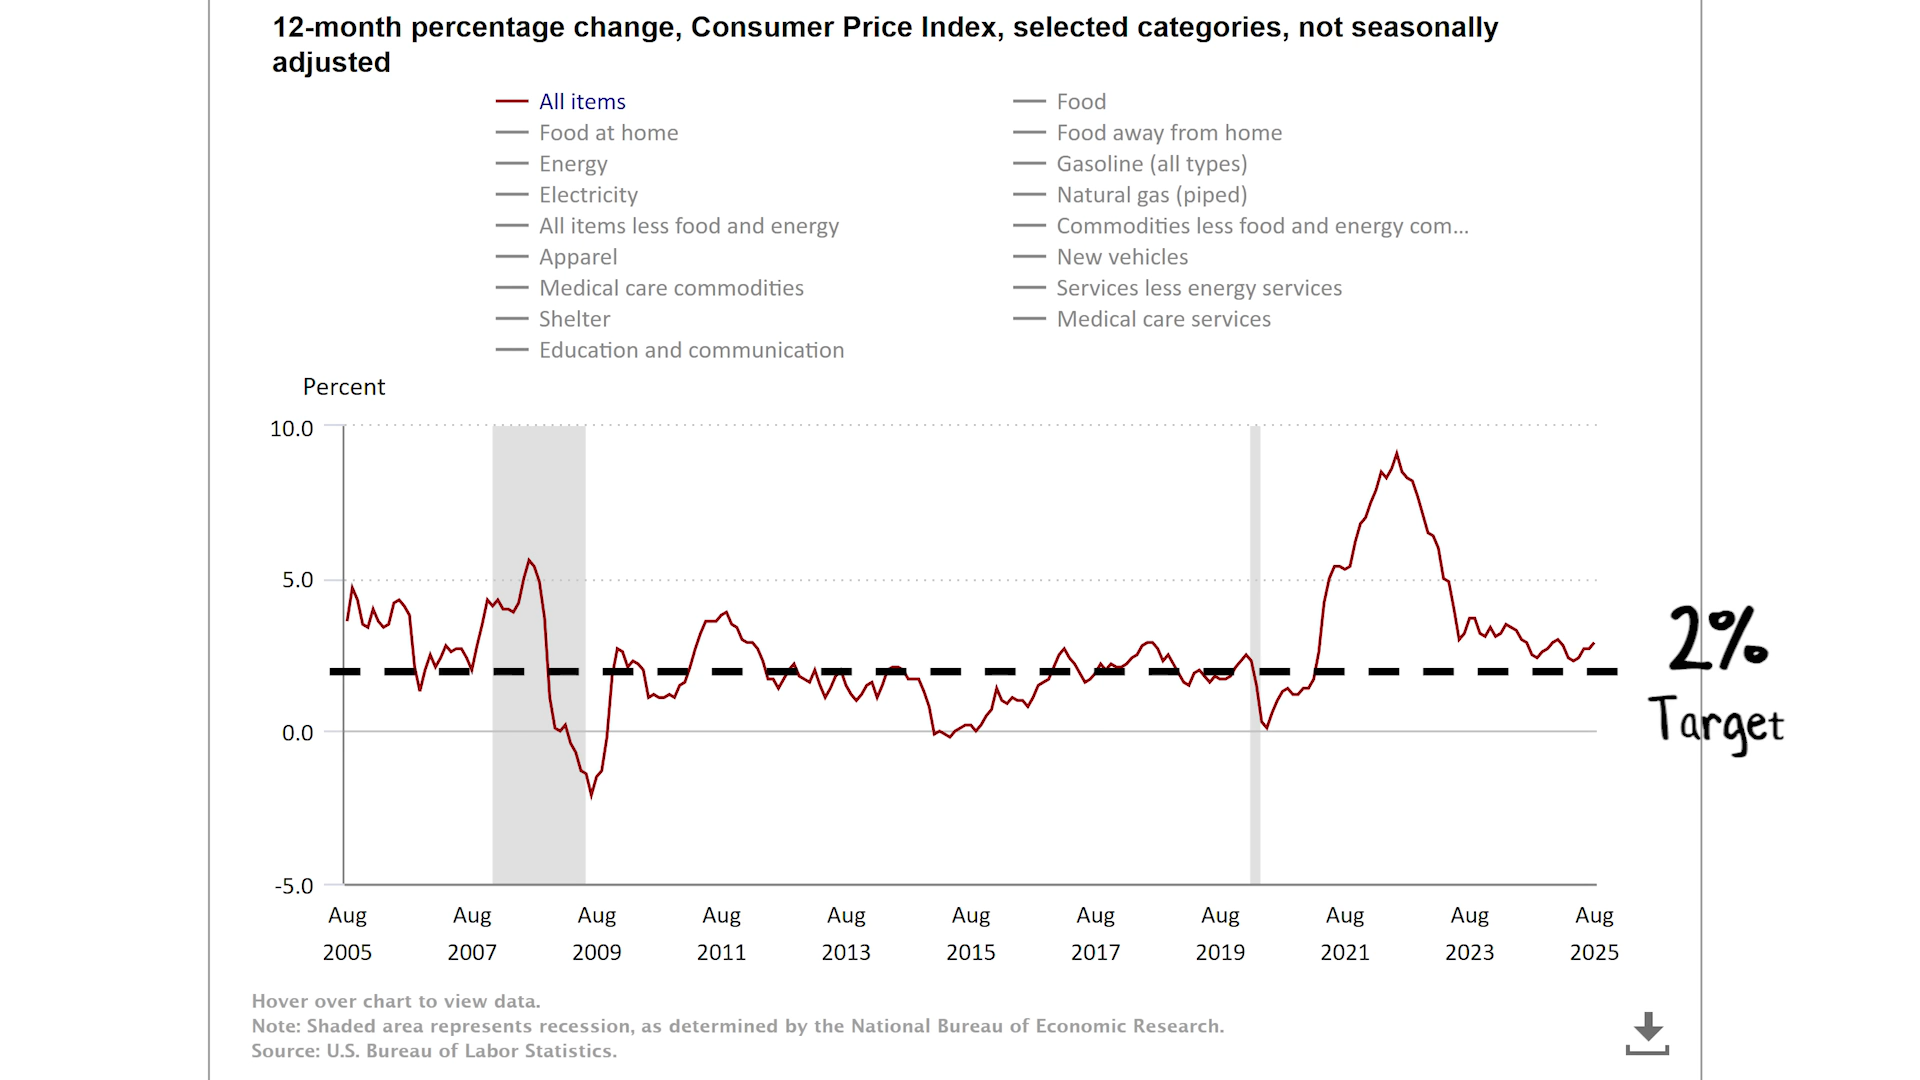 12-month percentage change, Consumer Price Index, selected categories, not seasonally
adjusted
All items
Food
Food at home
Food away from home
Energy
Gasoline (all types)
Electricity
Natural gas (piped)
All items less food and energy
Commodities less food and energy com...
Apparel
New vehicles
Medical care commodities
Services less energy services
Shelter
Medical care services
Education and communication
Percent
10.0
5.0
0.0
-5.0
2%
Target
Aug Aug Aug Aug Aug Aug Aug Aug Aug Aug Aug
2005 2007 2009 2011 2013 2015 2017 2019 2021 2023 2025
Hover over chart to view data.
Note: Shaded area represents recession, as determined by the National Bureau of Economic Research.
Source: U.S. Bureau of Labor Statistics.